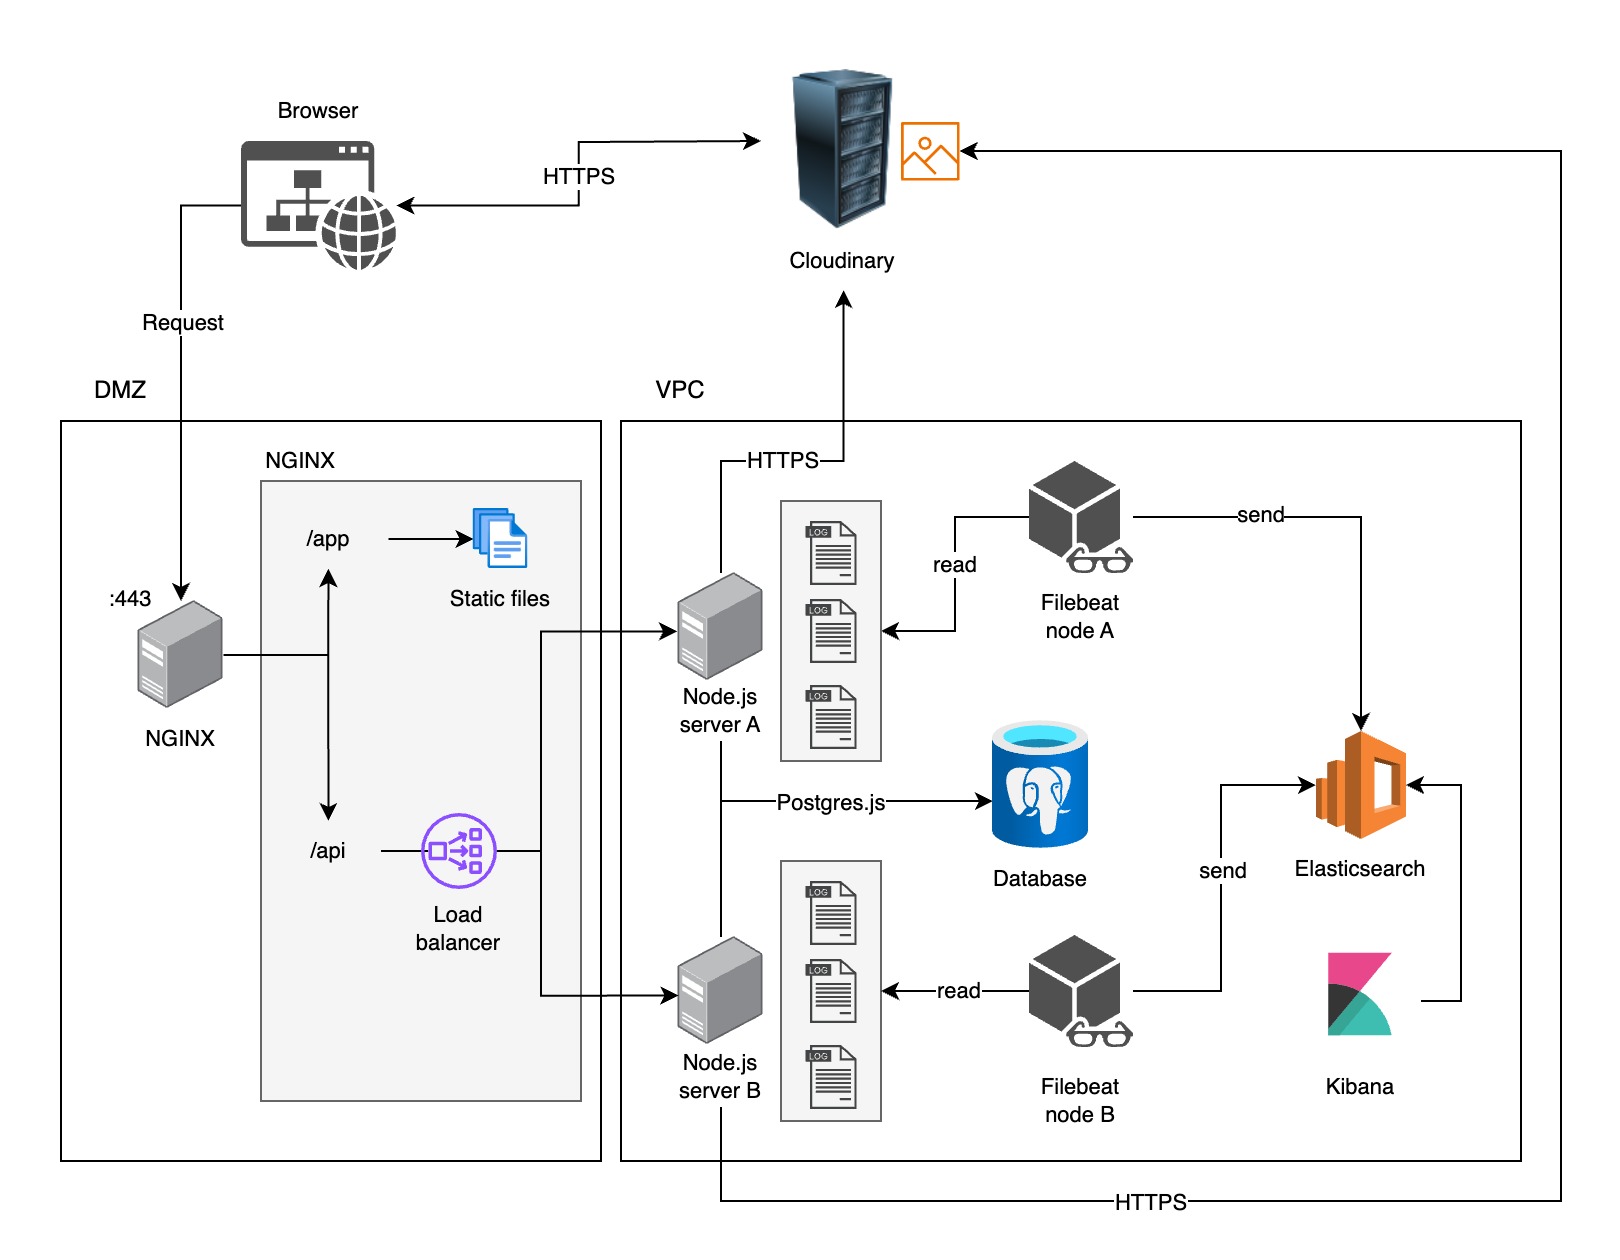 Browser
HTTPS
Cloudinary
Request
DMZ
VPC
NGINX
HTTPS
/app
Static files
:443
NGINX
/api
Load
balancer
Node.js
server A
LOG
LOG
LOG
read
Filebeat
node A
send
Postgres.js
Database
Elasticsearch
send
Node.js
server B
LOG
LOG
LOG
read
Filebeat
node B
Kibana
HTTPS